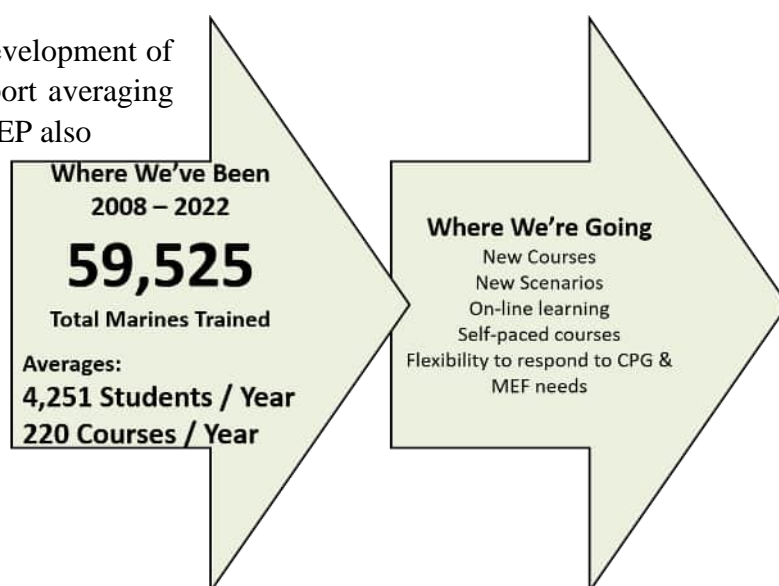 evelopment of
ort averaging
EP also
Where We've Been
2008 – 2022
59,525
Total Marines Trained
Averages:
4,251 Students / Year
220 Courses / Year
Where We're Going
New Courses
New Scenarios
On-line learning
Self-paced courses
Flexibility to respond to CPG &
MEF needs